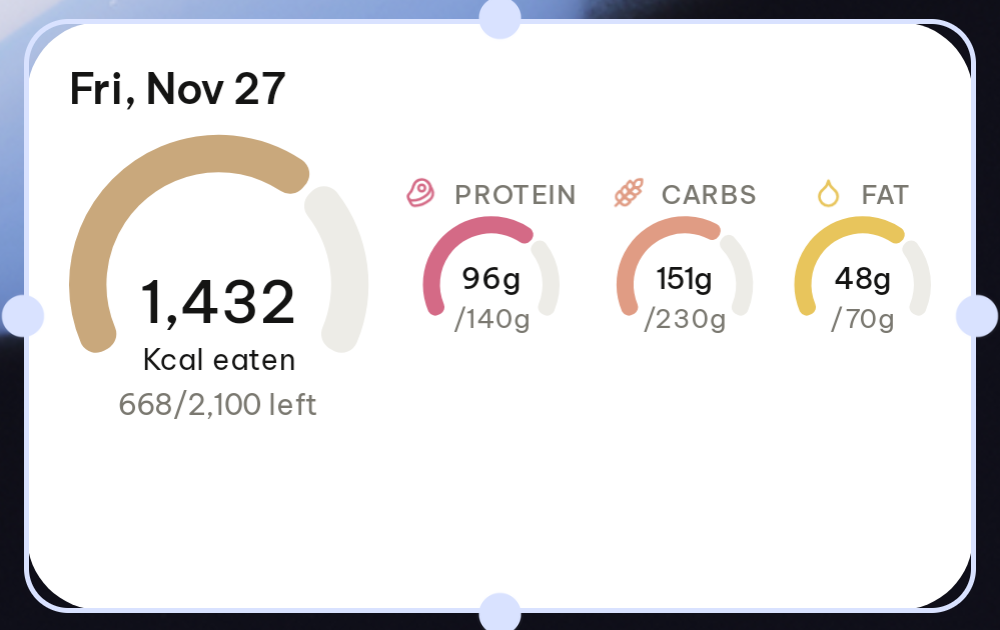 Fri, Nov 27
1,432
Kcal eaten
668/2,100 left
PROTEIN
96g
/140g
CARBS
151g
/230g
FAT
48g
/70g